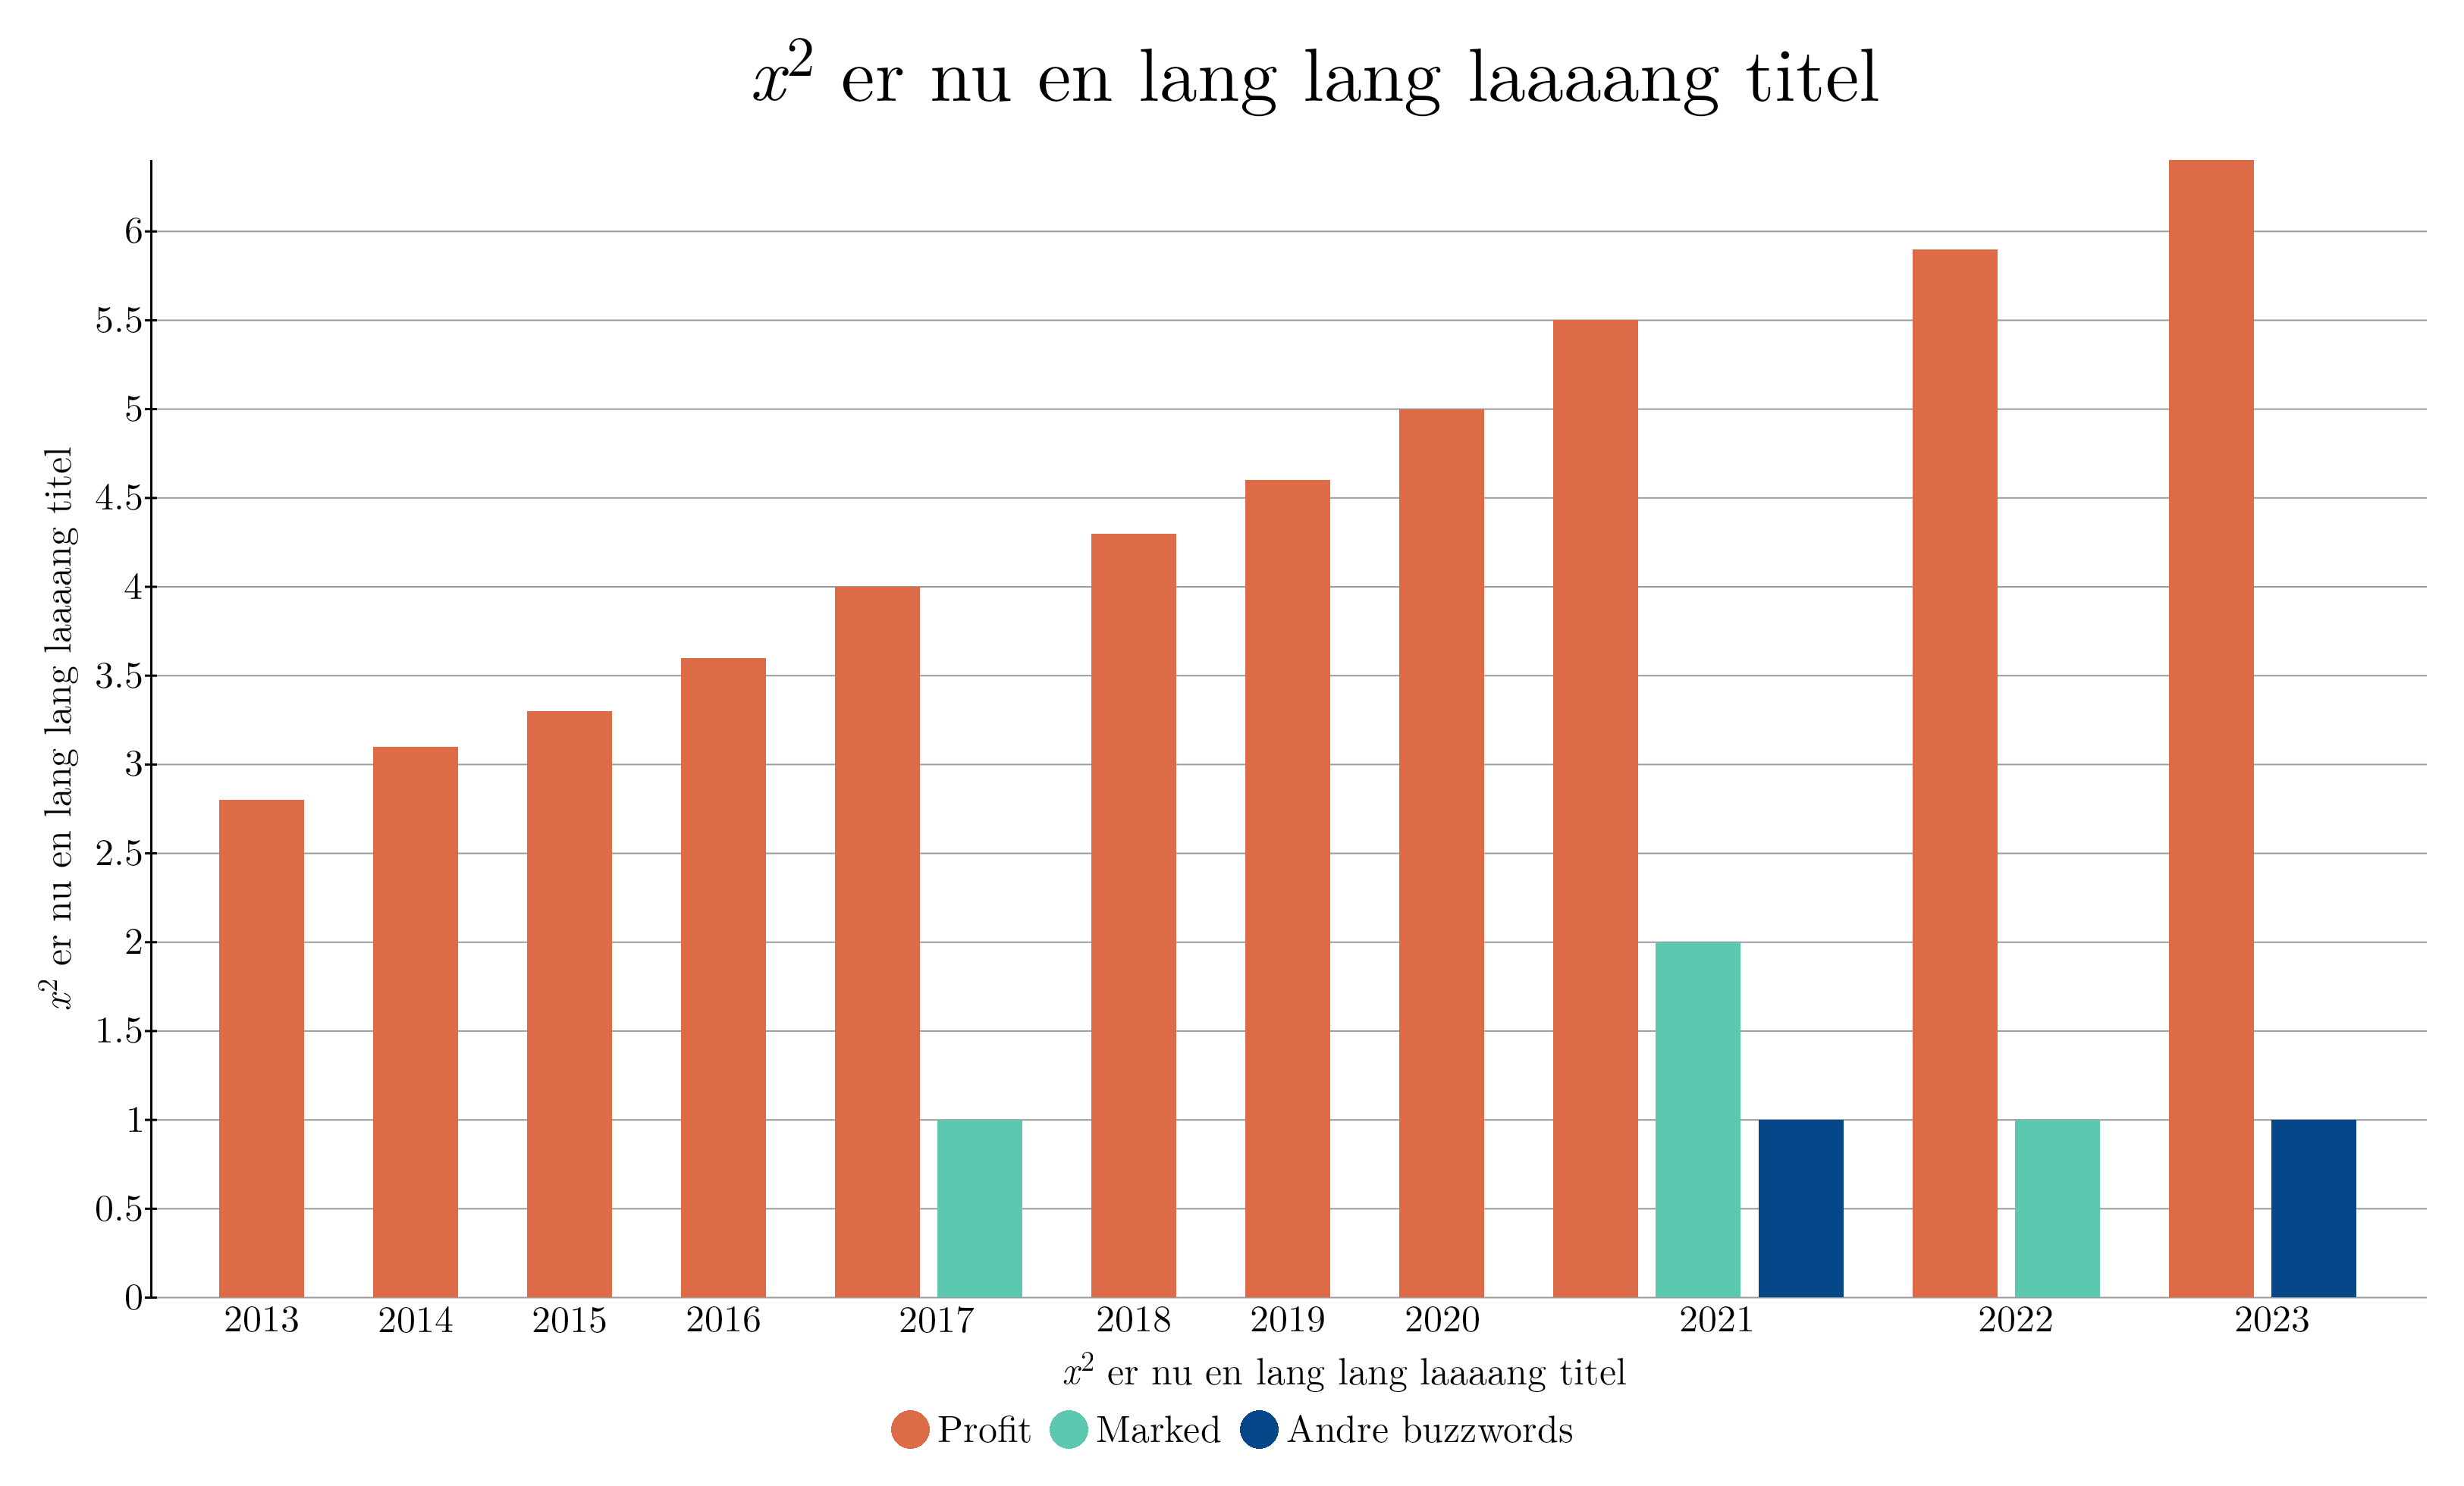 x² er nu en lang lang laaaang titel
x² er nu en lang lang laaaang titel
6
5.5
5
4.5
4
3.5
3
2.5
2
1.5
1
0.5
0
2013 2014 2015 2016 2017 2018 2019 2020 2021 2022 2023
x² er nu en lang lang laaaang titel
Profit Marked Andre buzzwords